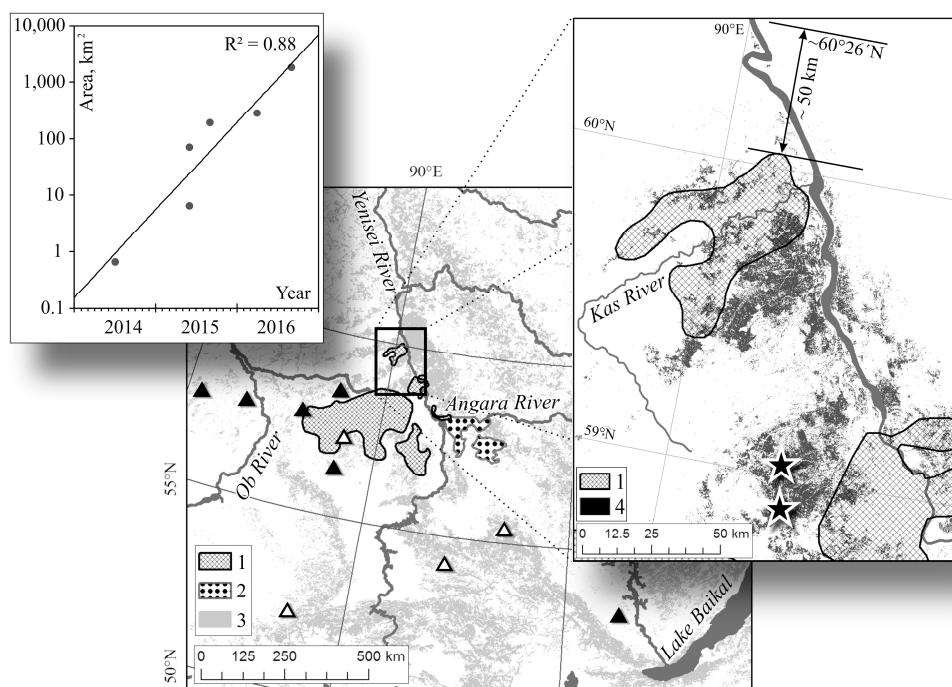 10,000
1,000
100
10
1
0.1
Area, km²
R² = 0.88
Year
2014 2015 2016
90°E
Yenisei River
Angara River
Ob River
55°N
50°N
Lake Baikal
1
2
3
0 125 250 500 km
90°E
~60°26´N
~ 50 km
60°N
Kas River
59°N
1
4
0 12.5 25 50 km